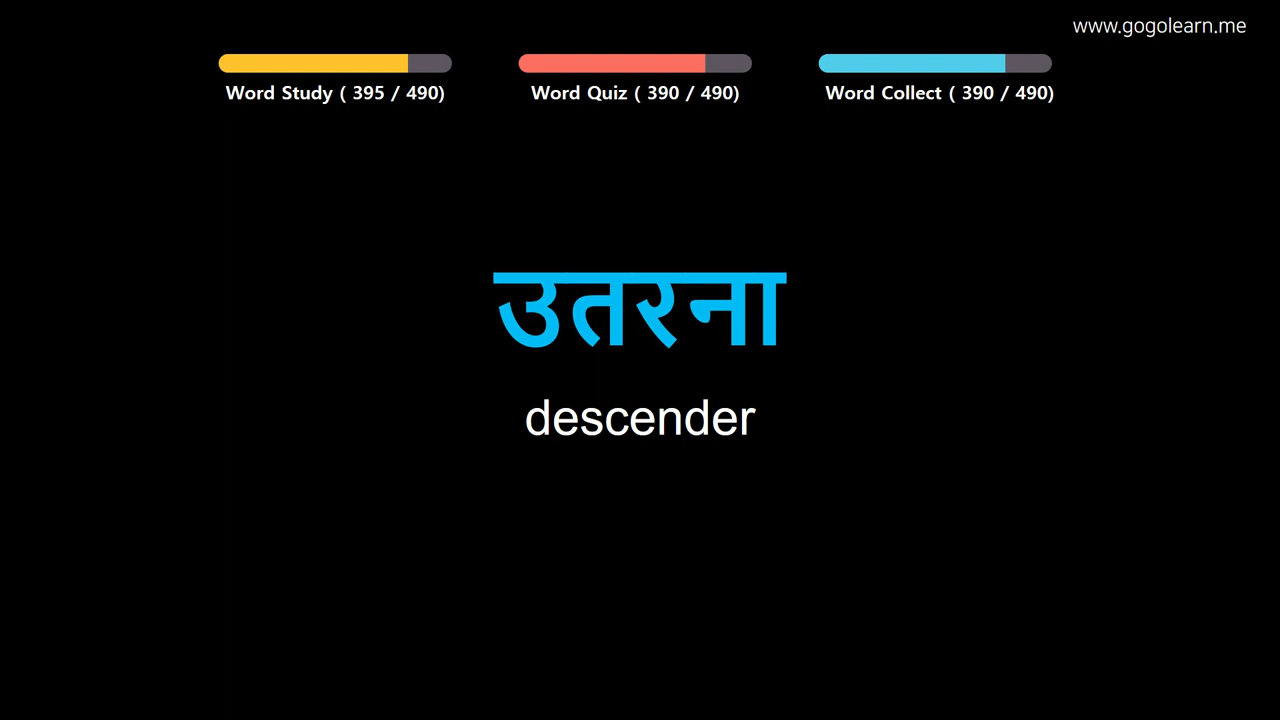 www.gogolearn.me
Word Study ( 395 / 490)
Word Quiz ( 390 / 490)
Word Collect ( 390 / 490)
उतरना
descender